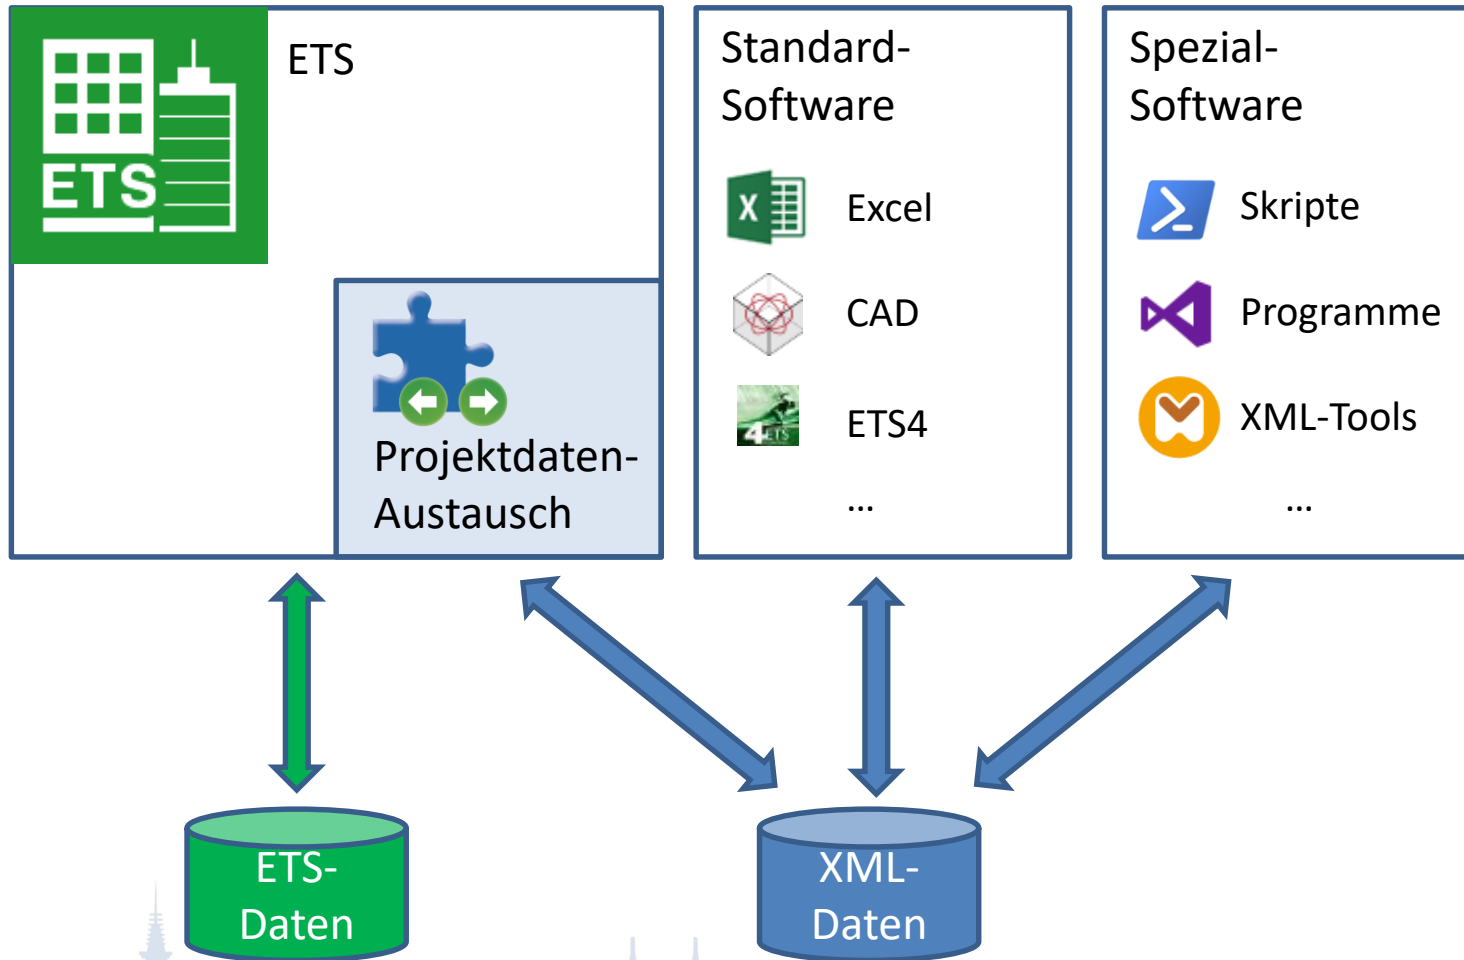 ETS
ETS
Projektdaten-
Austausch
Standard-
Software
Excel
CAD
4ETS
ETS4
...
Spezial-
Software
Skripte
Programme
XML-Tools
...
ETS-
Daten
XML-
Daten